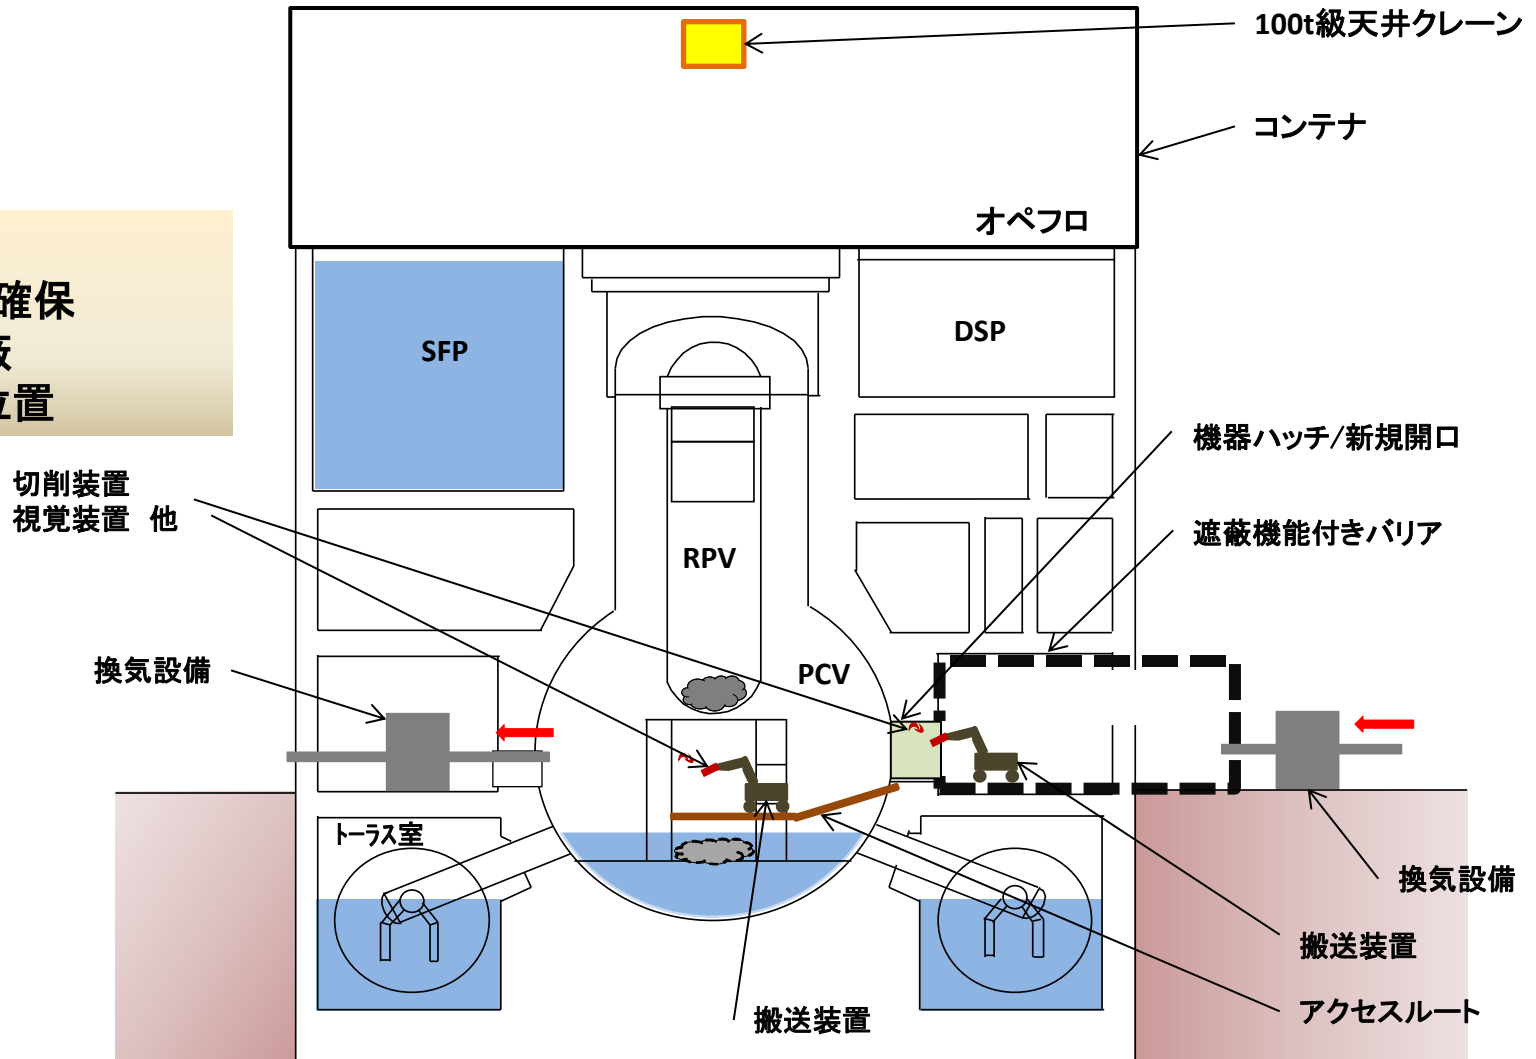 100t級天井クレーン
コンテナ
オペフロ
確保
位置
SFP
DSP
機器ハッチ/新規開口
切削装置
視覚装置 他
遮蔽機能付きバリア
RPV
換気設備
PCV
トーラス室
換気設備
搬送装置
搬送装置
アクセスルート